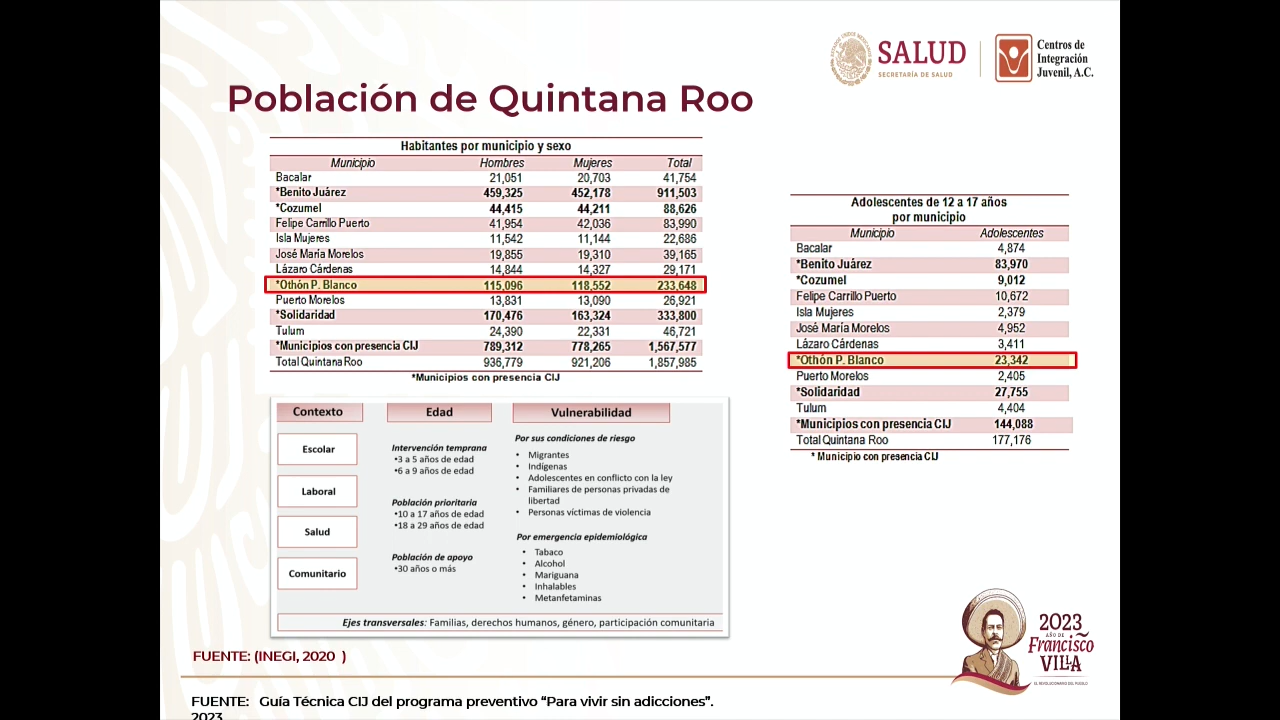 SALUD
SECRETARÍA DE SALUD
Centros de
Integración
Juvenil, A.C.
Población de Quintana Roo
Habitantes por municipio y sexo
Municipio Hombres Mujeres Total
Bacalar 21,051 20,703 41,754
*Benito Juárez 459,325 452,178 911,503
*Cozumel 44,415 44,211 88,626
Felipe Carrillo Puerto 41,954 42,036 83,990
Isla Mujeres 11,542 11,144 22,686
José María Morelos 19,855 19,310 39,165
Lázaro Cárdenas 14,844 14,327 29,171
*Othón P. Blanco 115,096 118,552 233,648
Puerto Morelos 13,831 13,090 26,921
*Solidaridad 170,476 163,324 333,800
Tulum 24,390 22,331 46,721
*Municipios con presencia CIJ 789,312 778,265 1,567,577
Total Quintana Roo 936,779 921,206 1,857,985
*Municipios con presencia CIJ
Adolescentes de 12 a 17 años
por municipio
Municipio Adolescentes
Bacalar 4,874
*Benito Juárez 83,970
*Cozumel 9,012
Felipe Carrillo Puerto 10,672
Isla Mujeres 2,379
José María Morelos 4,952
Lázaro Cárdenas 3,411
*Othón P. Blanco 23,342
Puerto Morelos 2,405
*Solidaridad 27,755
Tulum 4,404
*Municipios con presencia CIJ 144,088
Total Quintana Roo 177,176
* Municipio con presencia CIJ
Contexto
Escolar
Laboral
Salud
Comunitario
Edad
Intervención temprana
•3 a 5 años de edad
•6 a 9 años de edad
Población prioritaria
•10 a 17 años de edad
•18 a 29 años de edad
Población de apoyo
•30 años o más
Vulnerabilidad
Por sus condiciones de riesgo
• Migrantes
• Indígenas
• Adolescentes en conflicto con la ley
• Familiares de personas privadas de
libertad
• Personas víctimas de violencia
Por emergencia epidemiológica
• Tabaco
• Alcohol
• Mariguana
• Inhalables
• Metanfetaminas
Ejes transversales: Familias, derechos humanos, género, participación comunitaria
FUENTE: (INEGI, 2020 )
2023
AÑO DE
Francisco
VILLA
EL REVOLUCIONARIO DEL PUEBLO
FUENTE: Guía Técnica CIJ del programa preventivo “Para vivir sin adicciones”.
2023